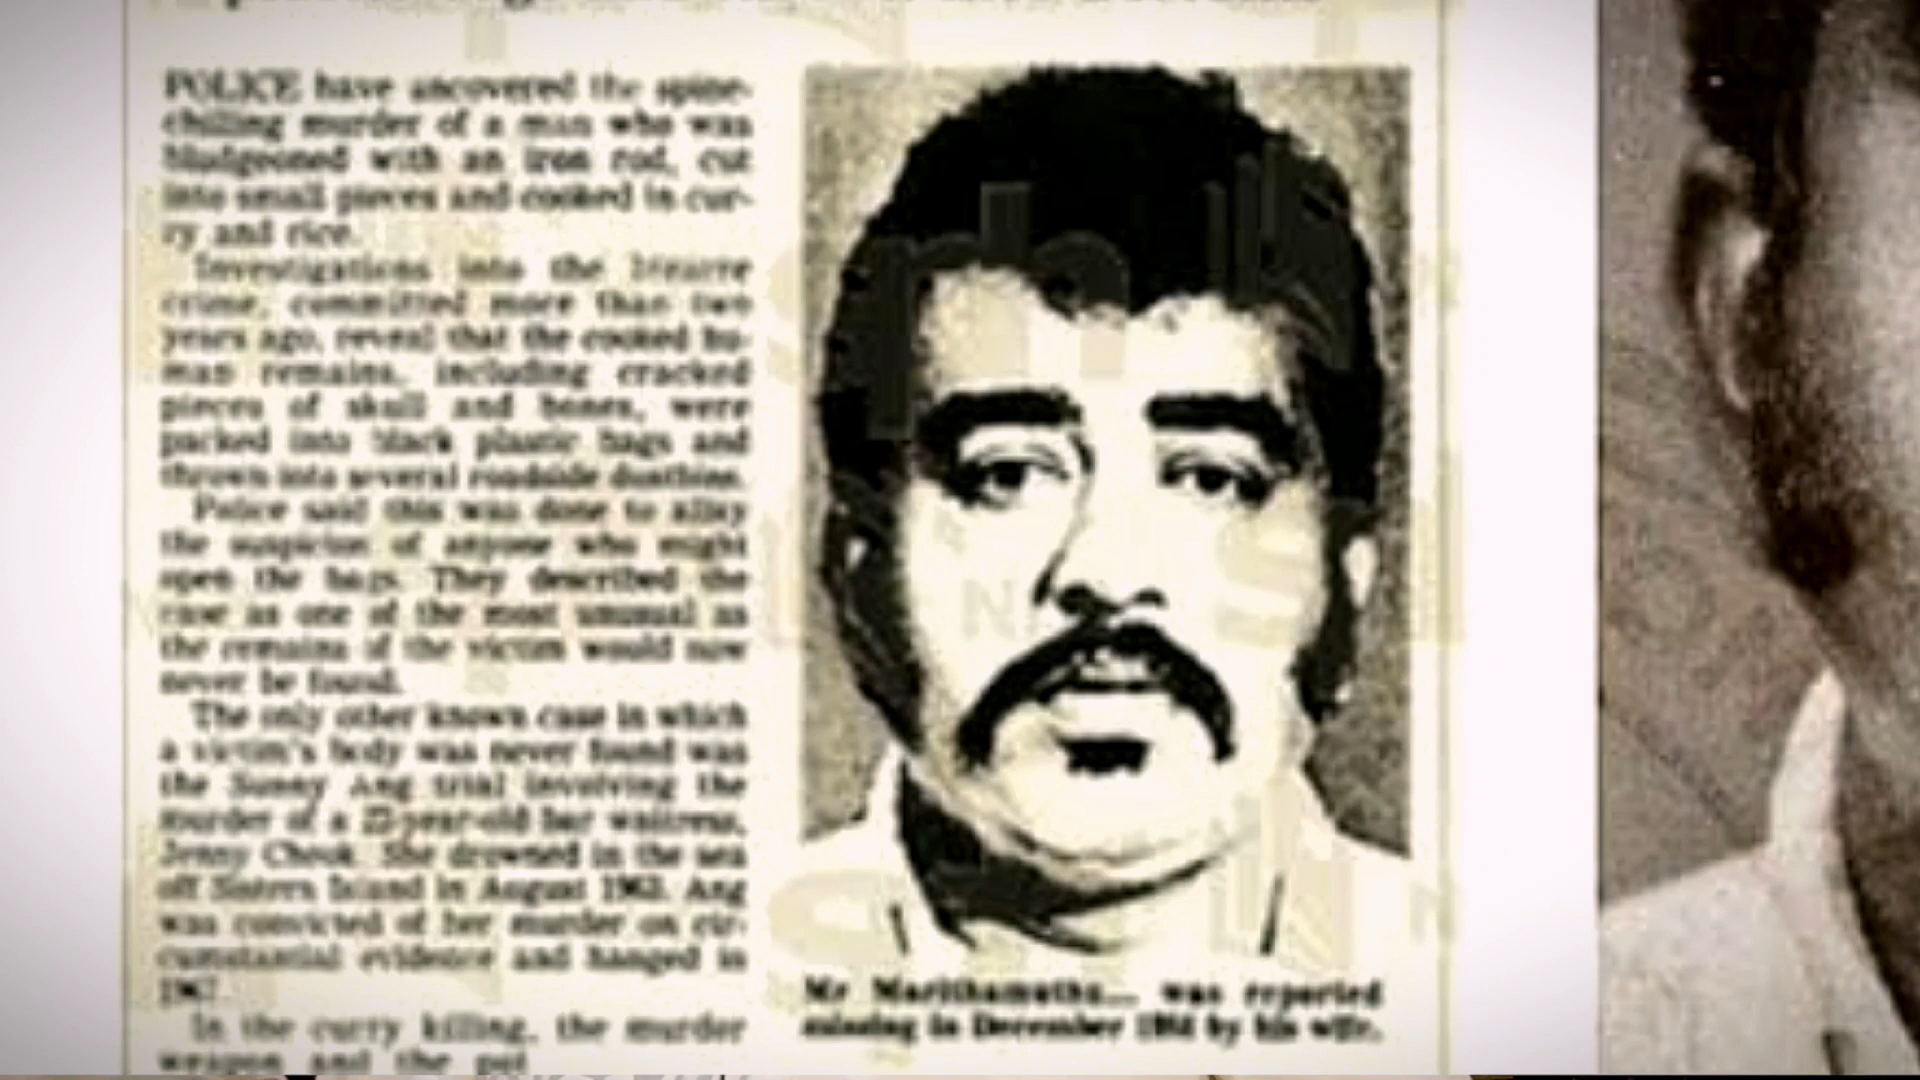 POLICE have uncovered the spine-
chilling murder of a man who was
bludgeoned with an iron rod, cut
into small pieces and cooked in cur-
ry and rice.
Investigations into the bizarre
crime, committed more than two
years ago, reveal that the cooked hu-
man remains, including cracked
pieces of skull and bones, were
packed into black plastic bags and
thrown into several roadside dustbins.
Police said this was done to allay
the suspicion of anyone who might
open the bags. They described the
case as one of the most unusual as
the remains of the victim would now
never be found.
The only other known case in which
a victim's body was never found was
the Sunny Ang trial involving the
murder of a 22-year-old bar waitress,
Jenny Cheok. She drowned in the sea
off Sisters Island in August 1963. Ang
was convicted of her murder on cir-
cumstantial evidence and hanged in
1967.
In the curry killing, the murder
weapon and the pot
Mr Marithamuthu... was reported
missing in December 1984 by his wife.